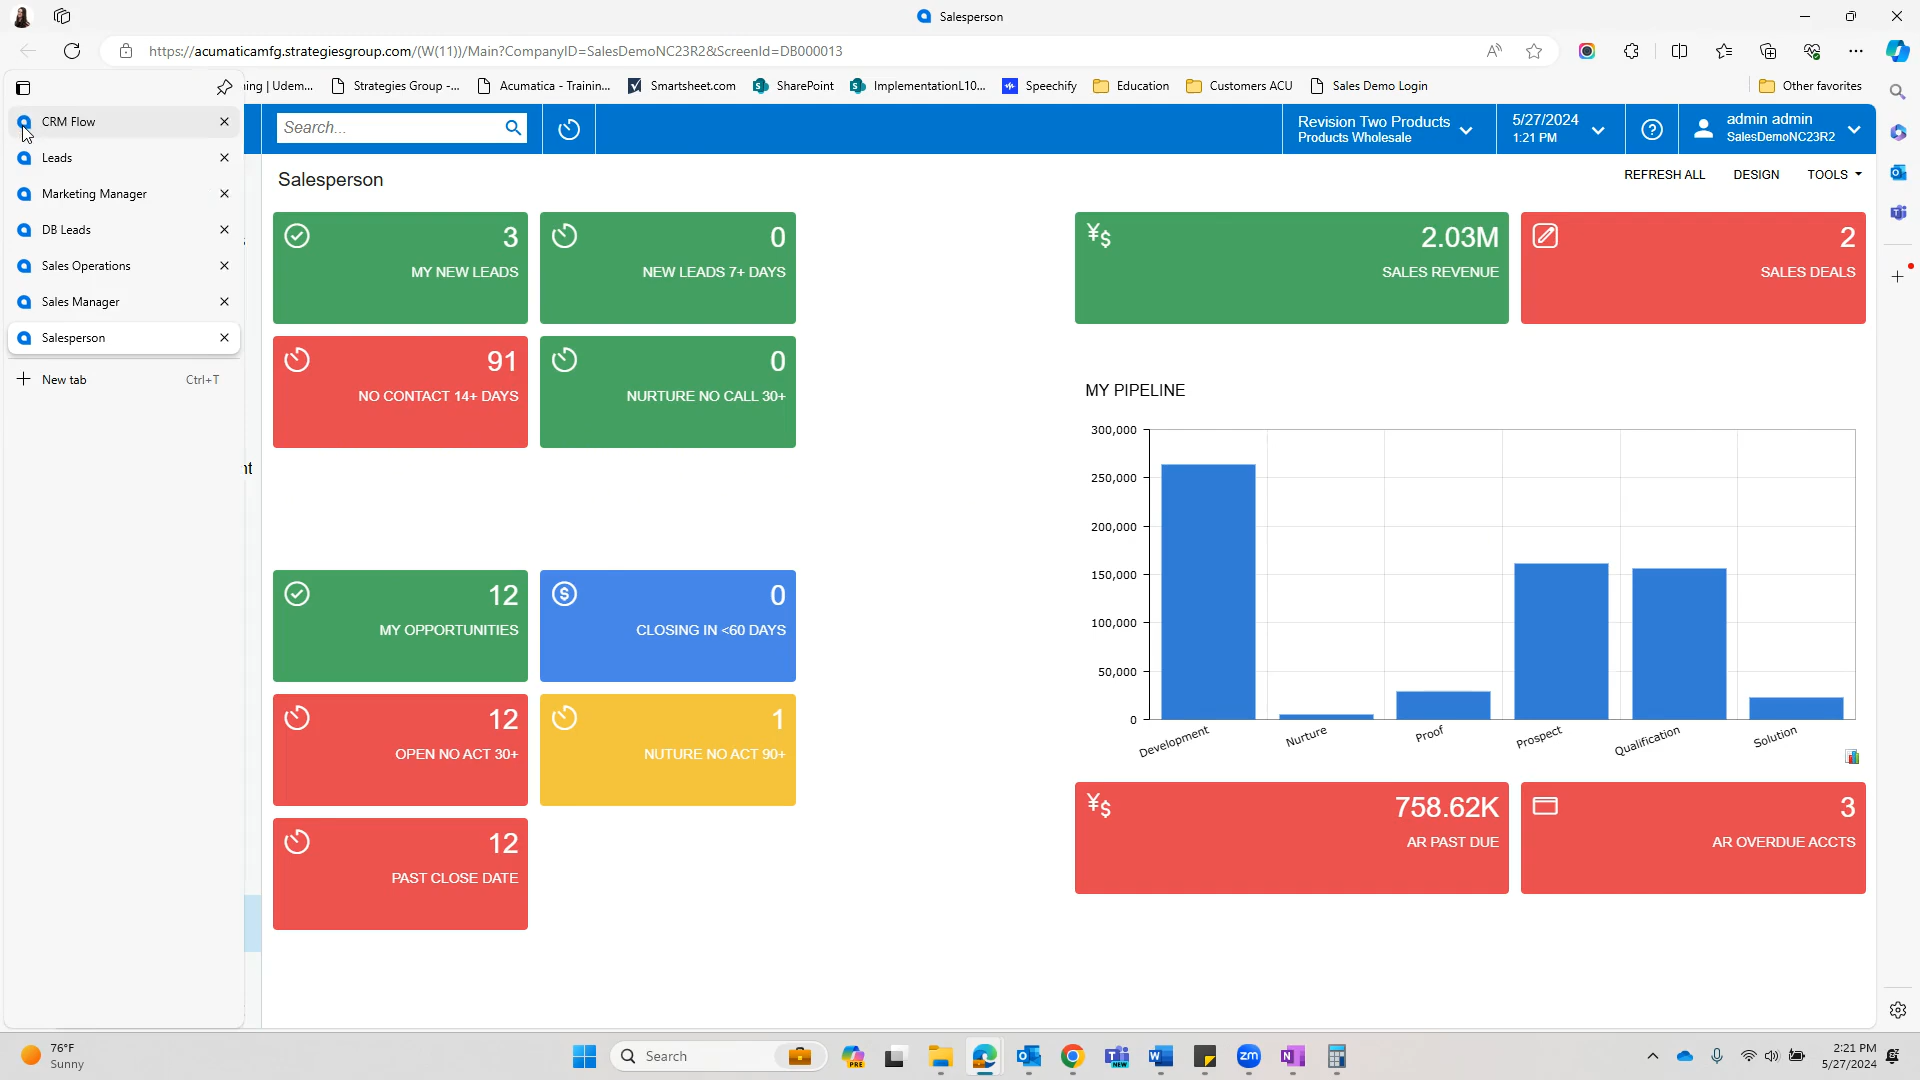 Salesperson
https://acumaticamfg.strategiesgroup.com/(W(11))/Main?CompanyID=SalesDemoNC23R2&ScreenId=DB000013
ing | Udem...
Strategies Group -...
Acumatica - Trainin...
Smartsheet.com
SharePoint
ImplementationL10...
Speechify
Education
Customers ACU
Sales Demo Login
Other favorites
CRM Flow
Leads
Marketing Manager
DB Leads
Sales Operations
Sales Manager
Salesperson
New tab
Ctrl+T
nt
Search...
Revision Two Products
Products Wholesale
5/27/2024
1:21 PM
admin admin
SalesDemoNC23R2
Salesperson
REFRESH ALL
DESIGN
TOOLS
3
MY NEW LEADS
0
NEW LEADS 7+ DAYS
91
NO CONTACT 14+ DAYS
0
NURTURE NO CALL 30+
12
MY OPPORTUNITIES
0
CLOSING IN <60 DAYS
12
OPEN NO ACT 30+
1
NUTURE NO ACT 90+
12
PAST CLOSE DATE
¥$
2.03M
SALES REVENUE
2
SALES DEALS
MY PIPELINE
300,000
250,000
200,000
150,000
100,000
50,000
0
Development
Nurture
Proof
Prospect
Qualification
Solution
¥$
758.62K
AR PAST DUE
3
AR OVERDUE ACCTS
76°F
Sunny
Search
PRE
NEW
zm
2:21 PM
5/27/2024